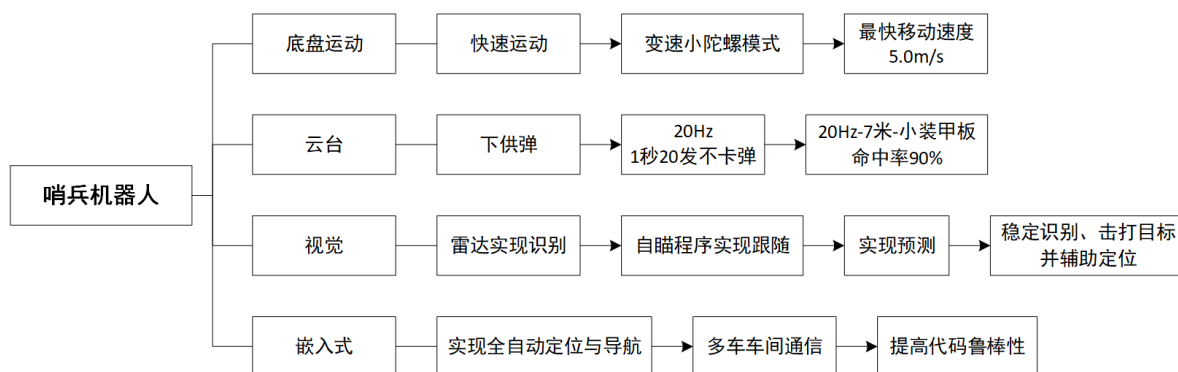 哨兵机器人
底盘运动
快速运动
变速小陀螺模式
最快移动速度
5.0m/s
云台
下供弹
20Hz
1秒20发不卡弹
20Hz-7米-小装甲板
命中率90%
视觉
雷达实现识别
自瞄程序实现跟随
实现预测
稳定识别、击打目标
并辅助定位
嵌入式
实现全自动定位与导航
多车车间通信
提高代码鲁棒性